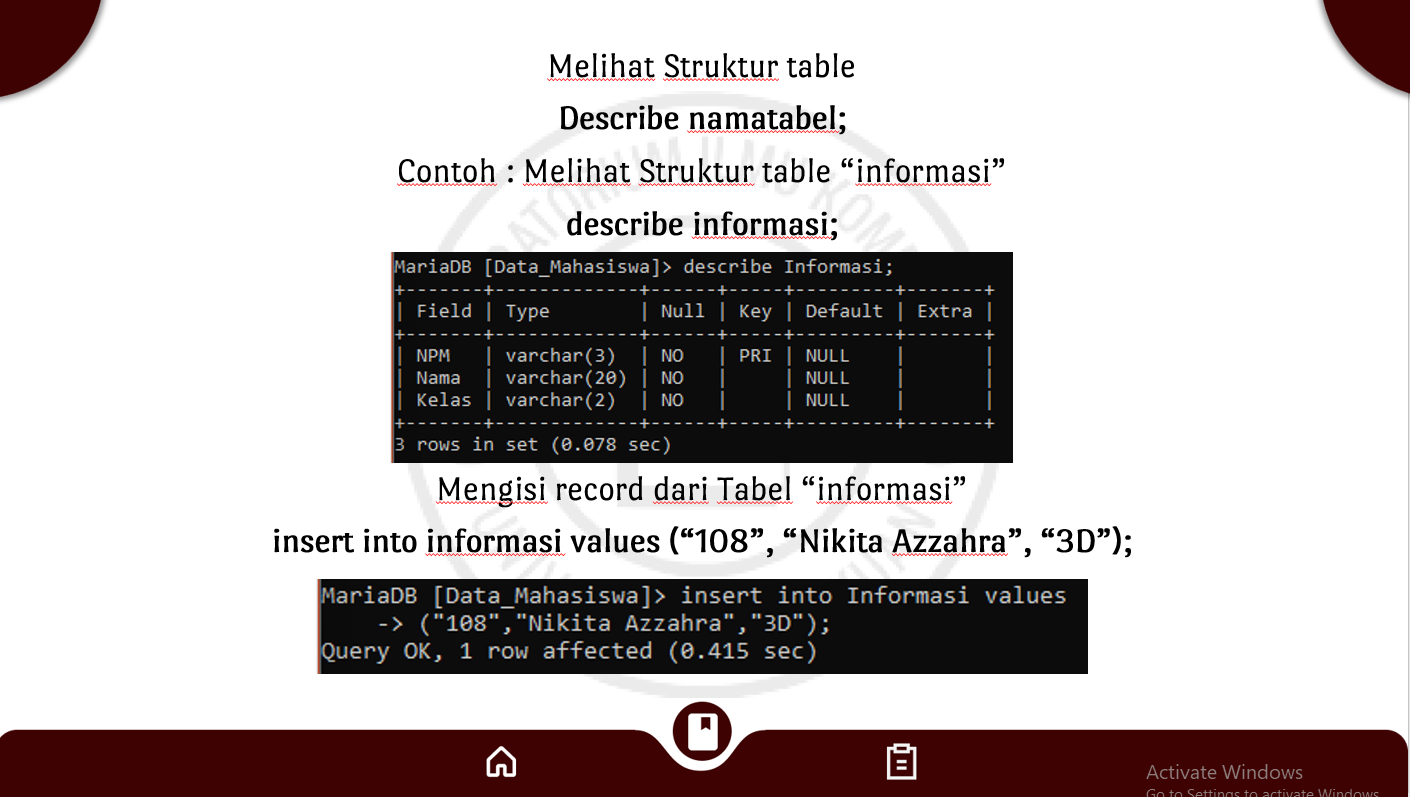 Melihat Struktur table
Describe namatabel;
Contoh : Melihat Struktur table “informasi”
describe informasi;
MariaDB [Data_Mahasiswa]> describe Informasi;
+-------+-------------+------+-----+---------+-------+
| Field | Type        | Null | Key | Default | Extra |
+-------+-------------+------+-----+---------+-------+
| NPM   | varchar(3)  | NO   | PRI | NULL    |       |
| Nama  | varchar(20) | NO   |     | NULL    |       |
| Kelas | varchar(2)  | NO   |     | NULL    |       |
+-------+-------------+------+-----+---------+-------+
3 rows in set (0.078 sec)
Mengisi record dari Tabel “informasi”
insert into informasi values (“108”, “Nikita Azzahra”, “3D”);
MariaDB [Data_Mahasiswa]> insert into Informasi values
    -> ("108","Nikita Azzahra","3D");
Query OK, 1 row affected (0.415 sec)
Activate Windows
Go to Settings to activate Windows.